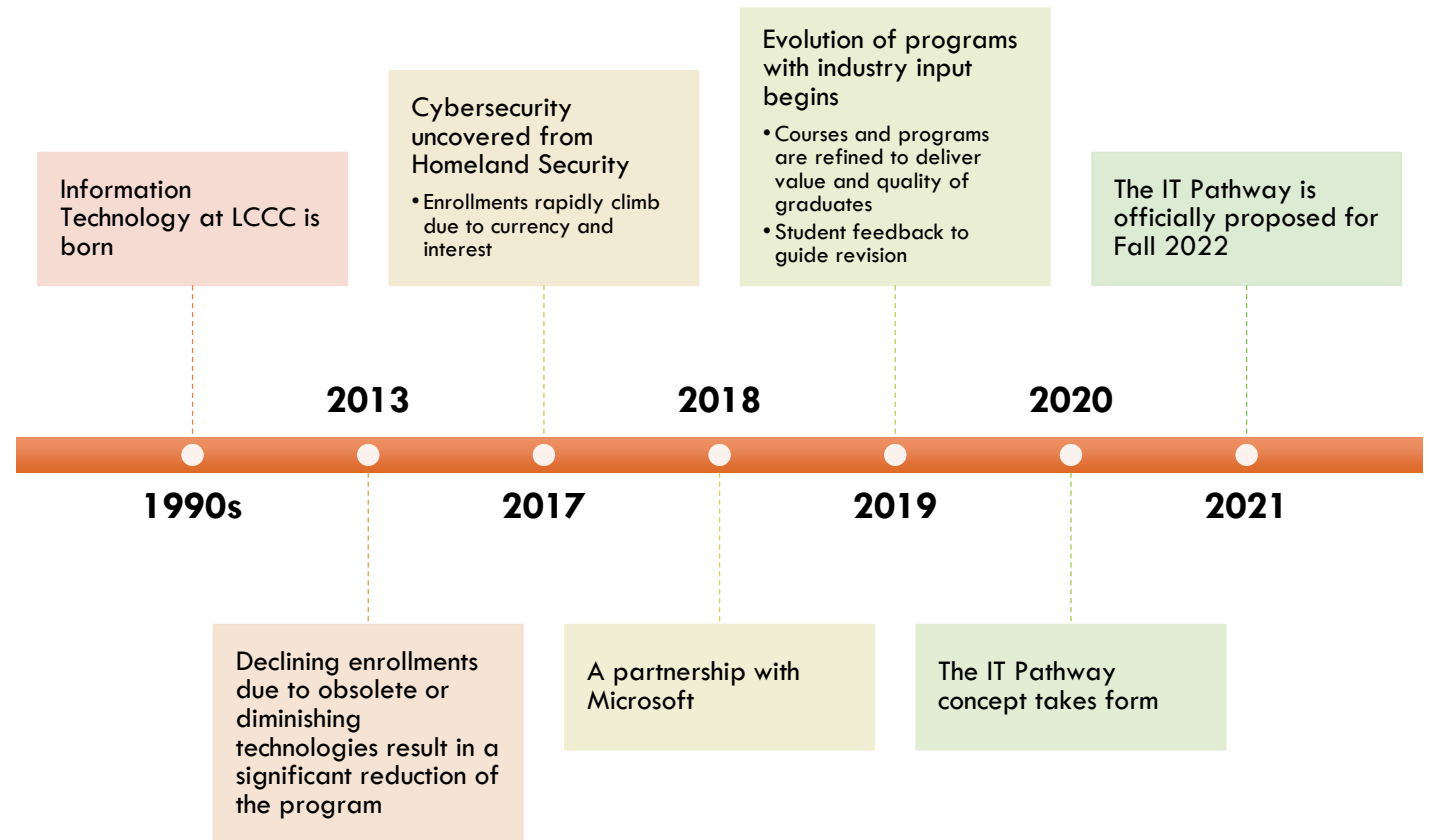 Information
Technology at LCCC is
born
Cybersecurity
uncovered from
Homeland Security
• Enrollments rapidly climb
due to currency and
interest
Evolution of programs
with industry input
begins
• Courses and programs
are refined to deliver
value and quality of
graduates
• Student feedback to
guide revision
The IT Pathway is
officially proposed for
Fall 2022
2013
2018
2020
1990s
2017
2019
2021
Declining enrollments
due to obsolete or
diminishing
technologies result in a
significant reduction of
the program
A partnership with
Microsoft
The IT Pathway
concept takes form